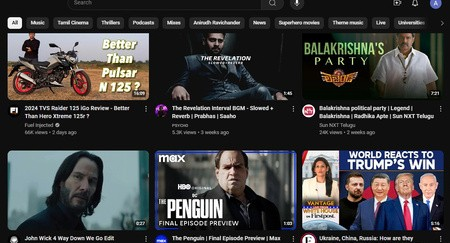 Search
All Music Tamil Cinema Thrillers Podcasts Mixes Anirudh Ravichander News Superhero movies Theme music Live Universities
A
Better
Than
Pulsar
N 125 ?
16:09
THE REVELATION
1:45
BALAKRISHNA'S
PARTY
7:21
2024 TVS Raider 125 iGo Review - Better
Than Hero Xtreme 125r ?
Fuel Injected
66K views • 2 days ago
The Revelation Interval BGM - Slowed +
Reverb | Prabhas | Saaho
PSYCHO
5.3K views • 3 weeks ago
Balakrishna political party | Legend |
Balakrishna | Radhika Apte | Sun NXT Telugu
Sun NXT Telugu
24K views • 2 weeks ago
0:27
max
HBO
ORIGINAL
THE
PENGUIN
FINAL EPISODE PREVIEW
1:03
WORLD REACTS
TO TRUMP'S WIN
VANTAGE
Firstpost
5:16
John Wick 4 Way Down We Go Edit
The Penguin | Final Episode Preview | Max
Ukraine, China, Russia: How are they